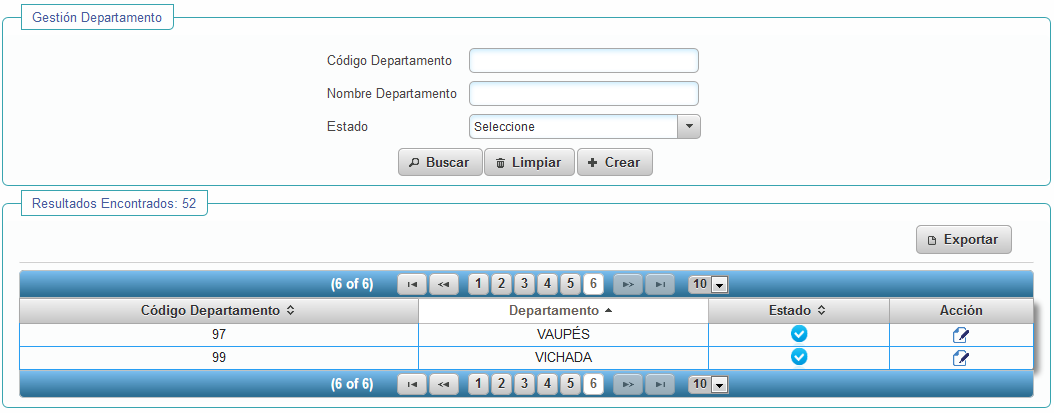 Gestión Departamento
Código Departamento
Nombre Departamento
Estado Seleccione
Buscar Limpiar Crear
Resultados Encontrados: 52
Exportar
(6 of 6) 1 2 3 4 5 6 10
Código Departamento Departamento Estado Acción
97 VAUPÉS
99 VICHADA
(6 of 6) 1 2 3 4 5 6 10